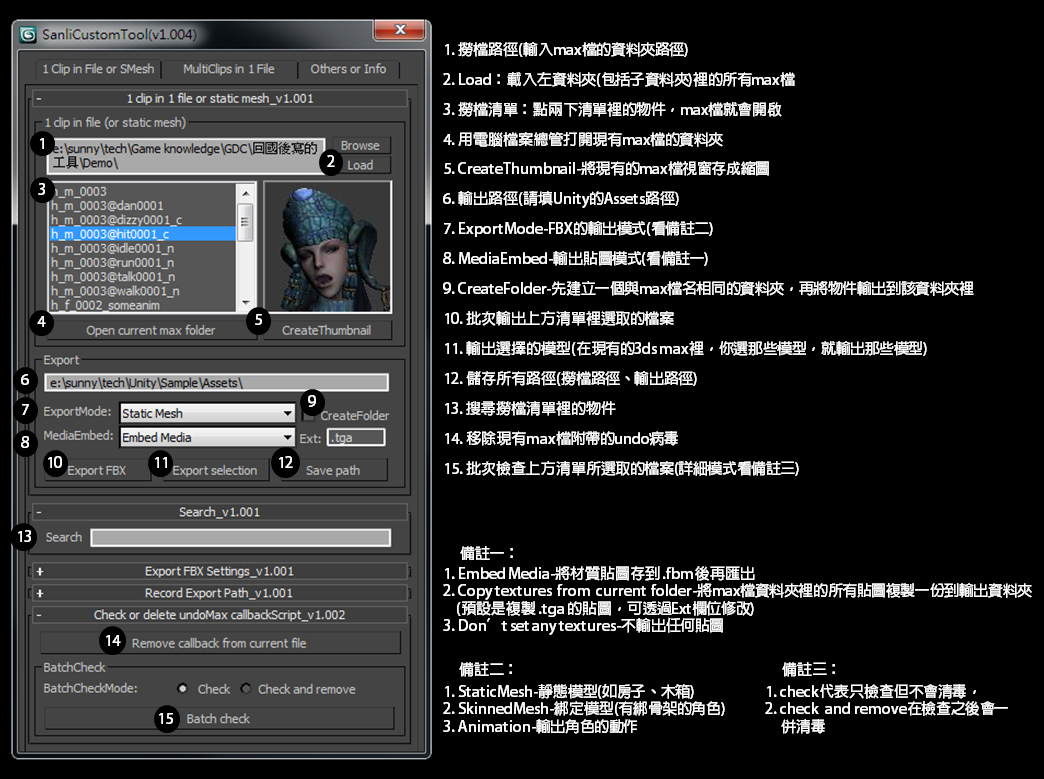 SanliCustomTool(v1.004)
1 Clip in File or SMesh
MultiClips in 1 File
Others or Info
- 1 clip in 1 file or static mesh_v1.001
1 clip in file (or static mesh)
1
e:\sunny\tech\Game knowledge\GDC\回國後寫的
工具\Demo\
Browse
2 Load
3
h_m_0003
h_m_0003@dan0001
h_m_0003@dizzy0001_c
h_m_0003@hit0001_c
h_m_0003@idle0001_n
h_m_0003@run0001_n
h_m_0003@talk0001_n
h_m_0003@walk0001_n
h_f_0002_someanim
4 Open current max folder
5 CreateThumbnail
Export
6 e:\sunny\tech\Unity\Sample\Assets\
7 ExportMode: Static Mesh
9 CreateFolder
8 MediaEmbed: Embed Media
Ext: .tga
10 Export FBX
11 Export selection
12 Save path
- Search_v1.001
13 Search
+ Export FBX Settings_v1.001
+ Record Export Path_v1.001
- Check or delete undoMax callbackScript_v1.002
14 Remove callback from current file
BatchCheck
BatchCheckMode: Check Check and remove
15 Batch check
1. 撈檔路徑(輸入max檔的資料夾路徑)
2. Load：載入左資料夾(包括子資料夾)裡的所有max檔
3. 撈檔清單：點兩下清單裡的物件，max檔就會開啟
4. 用電腦檔案總管打開現有max檔的資料夾
5. CreateThumbnail-將現有的max檔視窗存成縮圖
6. 輸出路徑(請填Unity的Assets路徑)
7. ExportMode-FBX的輸出模式(看備註二)
8. MediaEmbed-輸出貼圖模式(看備註一)
9. CreateFolder-先建立一個與max檔名相同的資料夾，再將物件輸出到該資料夾裡
10. 批次輸出上方清單裡選取的檔案
11. 輸出選擇的模型(在現有的3ds max裡，你選那些模型，就輸出那些模型)
12. 儲存所有路徑(撈檔路徑、輸出路徑)
13. 搜尋撈檔清單裡的物件
14. 移除現有max檔附帶的undo病毒
15. 批次檢查上方清單所選取的檔案(詳細模式看備註三)
備註一：
1. Embed Media-將材質貼圖存到 .fbm 後再匯出
2. Copy textures from current folder-將max檔資料夾裡的所有貼圖複製一份到輸出資料夾
(預設是複製 .tga 的貼圖，可透過Ext欄位修改)
3. Don’t set any textures-不輸出任何貼圖
備註二：
1. StaticMesh-靜態模型(如房子、木箱)
2. SkinnedMesh-綁定模型(有綁骨架的角色)
3. Animation-輸出角色的動作
備註三：
1. check代表只檢查但不會清毒，
2. check and remove在檢查之後會一
併清毒